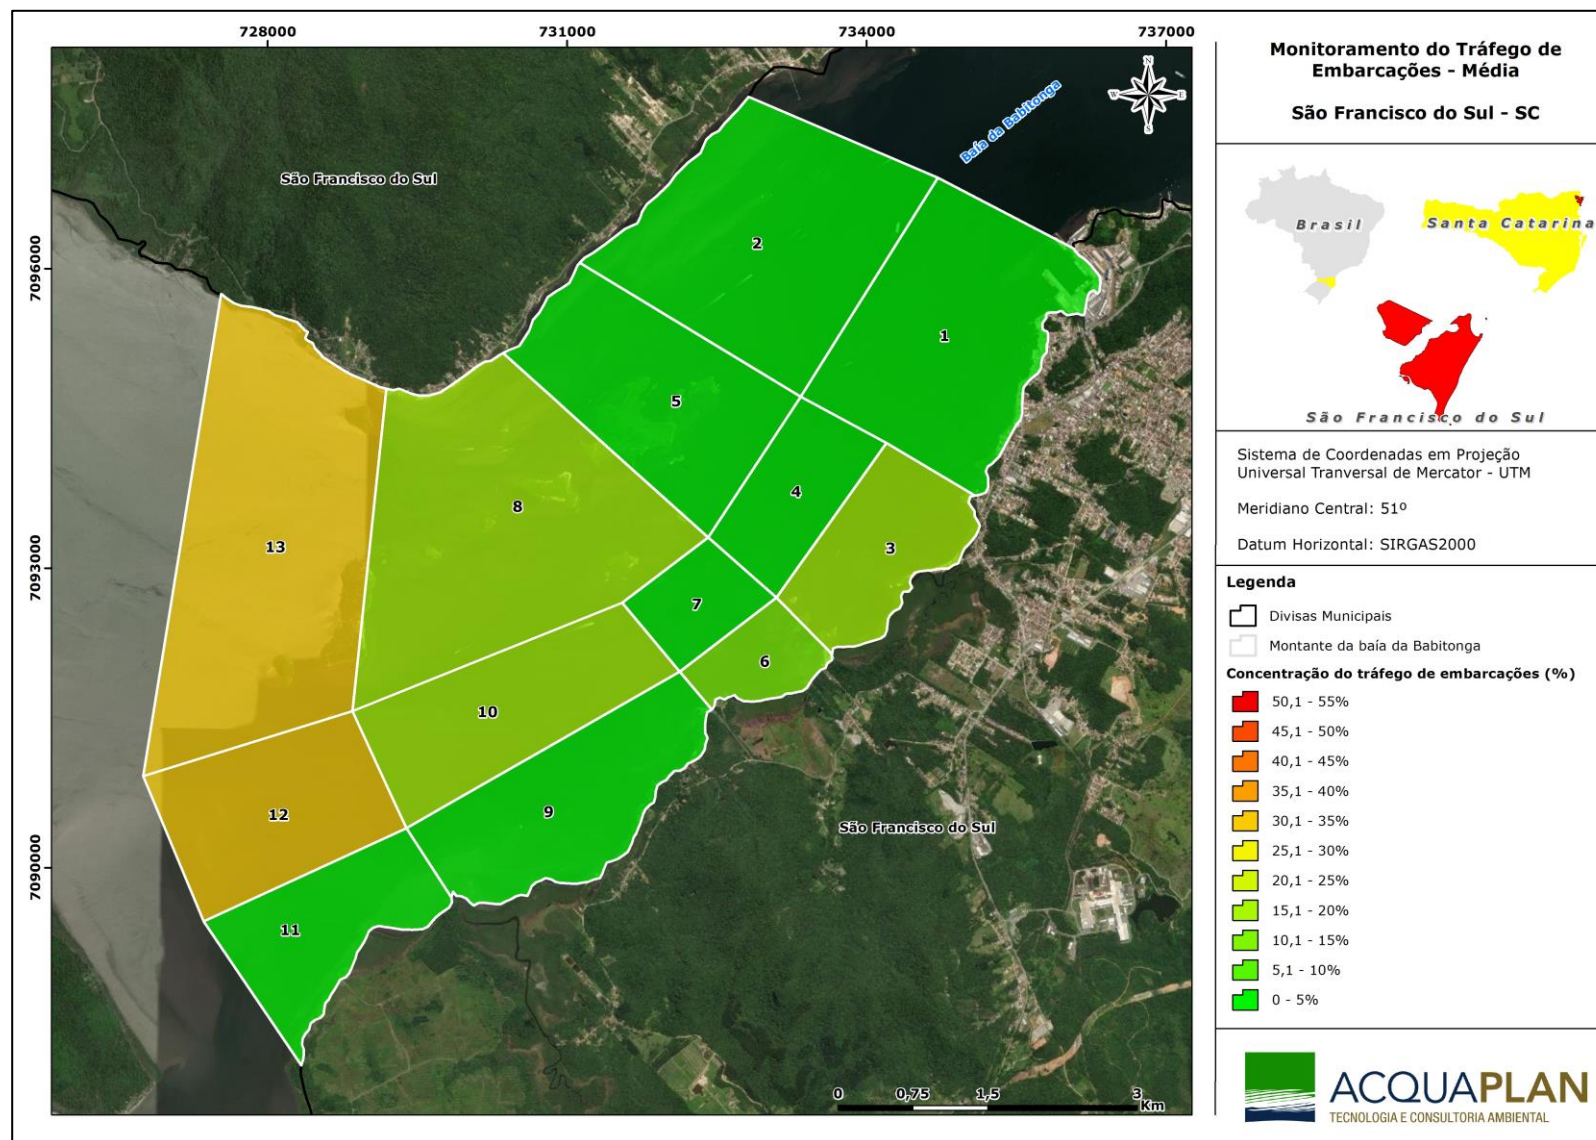 728000
731000
734000
737000
7096000
7093000
7090000
Baía da Babitonga
N
W
E
S
São Francisco do Sul
2
1
5
4
8
3
13
7
6
10
12
9
11
São Francisco do Sul
0
0,75
1,5
3
Km
Monitoramento do Tráfego de
Embarcações - Média
São Francisco do Sul - SC
Brasil
Santa Catarina
São Francisco do Sul
Sistema de Coordenadas em Projeção
Universal Tranversal de Mercator - UTM
Meridiano Central: 51º
Datum Horizontal: SIRGAS2000
Legenda
Divisas Municipais
Montante da baía da Babitonga
Concentração do tráfego de embarcações (%)
50,1 - 55%
45,1 - 50%
40,1 - 45%
35,1 - 40%
30,1 - 35%
25,1 - 30%
20,1 - 25%
15,1 - 20%
10,1 - 15%
5,1 - 10%
0 - 5%
ACQUAPLAN
TECNOLOGIA E CONSULTORIA AMBIENTAL